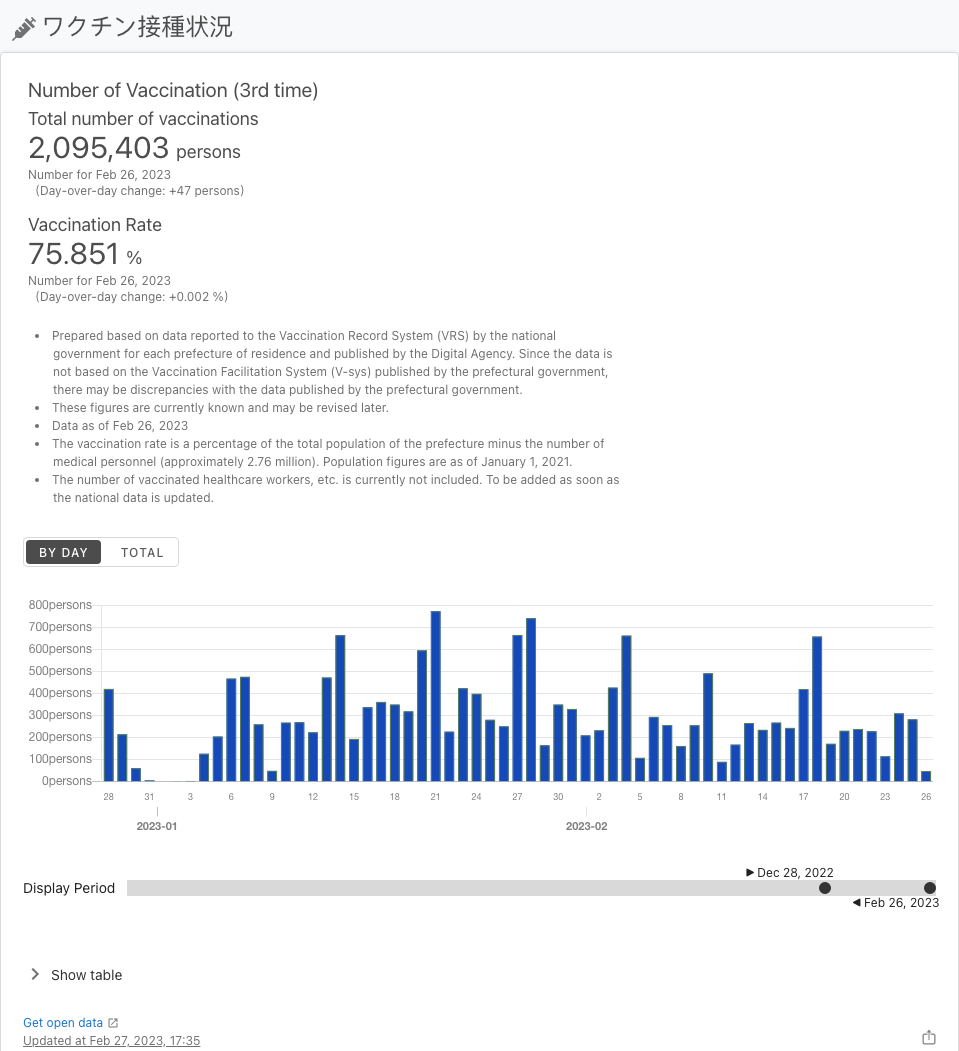 ワクチン接種状況
Number of Vaccination (3rd time)
Total number of vaccinations
2,095,403 persons
Number for Feb 26, 2023
(Day-over-day change: +47 persons)
Vaccination Rate
75.851 %
Number for Feb 26, 2023
(Day-over-day change: +0.002 %)
• Prepared based on data reported to the Vaccination Record System (VRS) by the national
government for each prefecture of residence and published by the Digital Agency. Since the data is
not based on the Vaccination Facilitation System (V-sys) published by the prefectural government,
there may be discrepancies with the data published by the prefectural government.
• These figures are currently known and may be revised later.
• Data as of Feb 26, 2023
• The vaccination rate is a percentage of the total population of the prefecture minus the number of
medical personnel (approximately 2.76 million). Population figures are as of January 1, 2021.
• The number of vaccinated healthcare workers, etc. is currently not included. To be added as soon as
the national data is updated.
BY DAY TOTAL
800persons
700persons
600persons
500persons
400persons
300persons
200persons
100persons
0persons
28 31 3 6 9 12 15 18 21 24 27 30 2 5 8 11 14 17 20 23 26
2023-01 2023-02
Dec 28, 2022
Display Period
Feb 26, 2023
Show table
Get open data
Updated at Feb 27, 2023, 17:35